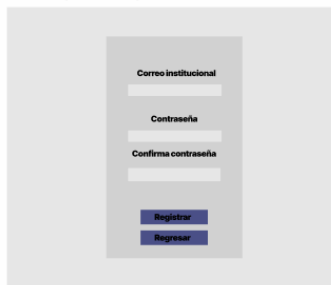 Correo institucional
Contraseña
Confirma contraseña
Registrar
Regresar